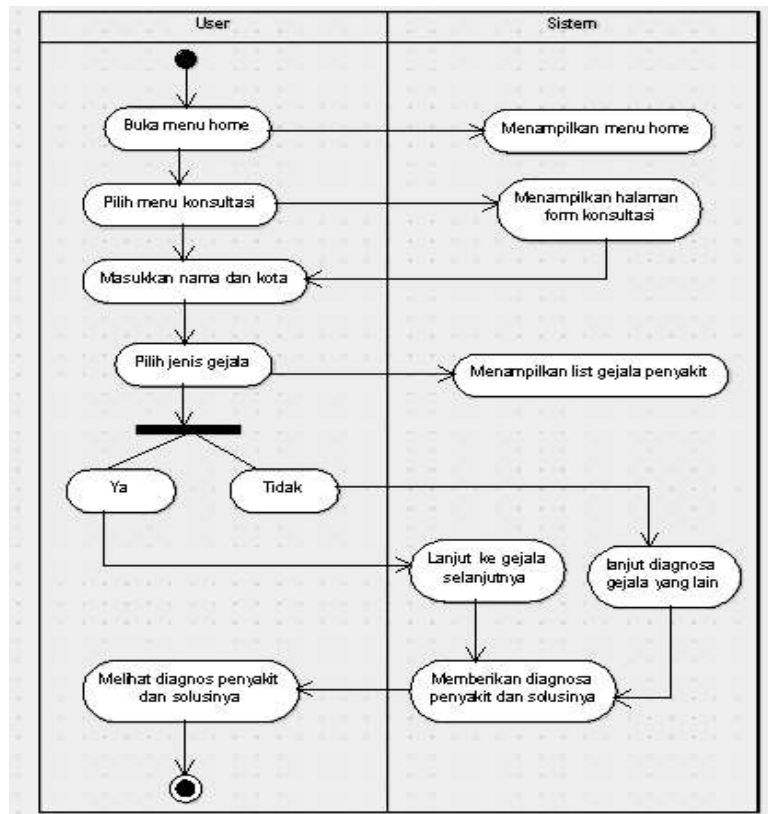 User
Sistem
Buka menu home
Menampilkan menu home
Pilih menu konsultasi
Menampilkan halaman
form konsultasi
Masukkan nama dan kota
Pilih jenis gejala
Menampilkan list gejala penyakit
Ya
Tidak
Lanjut ke gejala
selanjutnya
lanjut diagnosa
gejala yang lain
Melihat diagnos penyakit
dan solusinya
Memberikan diagnosa
penyakit dan solusinya